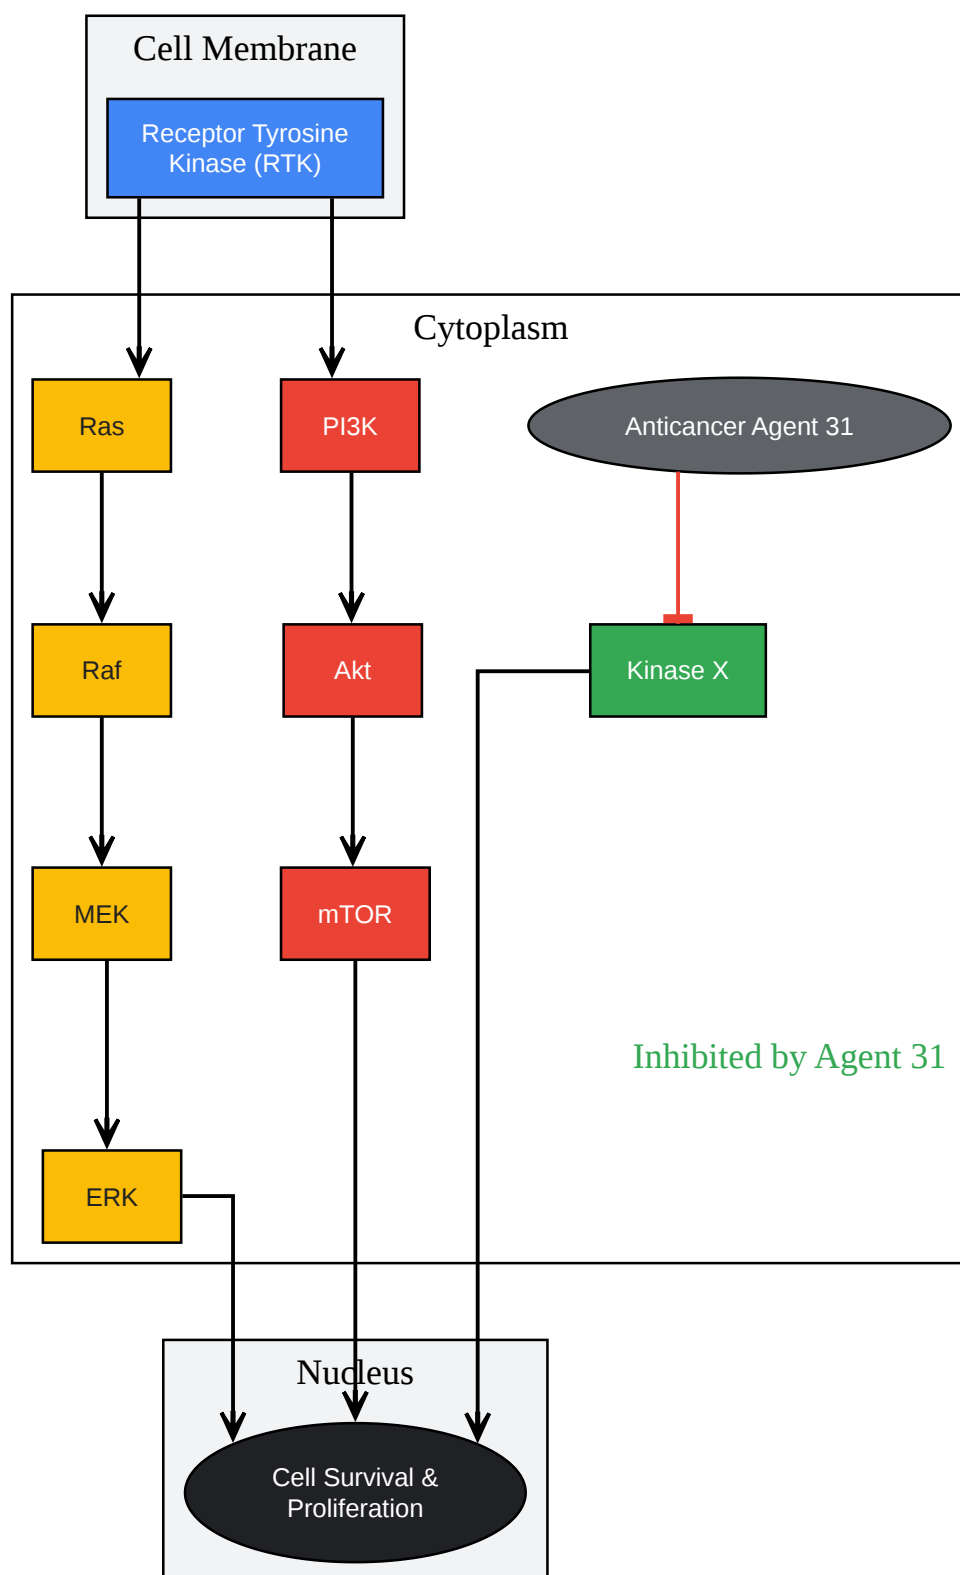 Cell Membrane
Receptor Tyrosine
Kinase (RTK)
Cytoplasm
Ras
PI3K
Anticancer Agent 31
Raf
Akt
Kinase X
MEK
mTOR
Inhibited by Agent 31
ERK
Nucleus
Cell Survival &
Proliferation